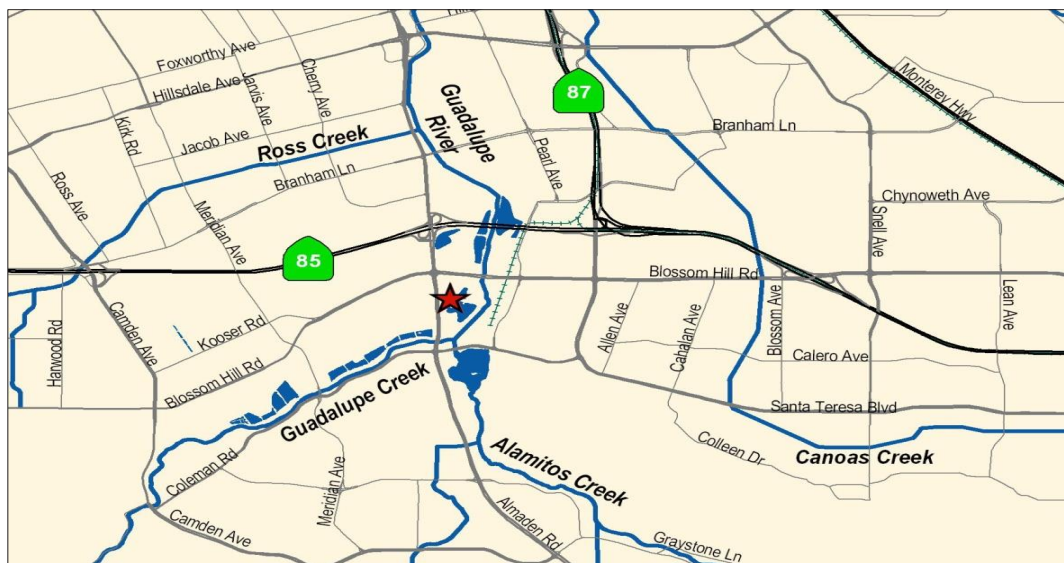 Foxworthy Ave
Hillsdale Ave
Jarvis Ave
Cherry Ave
Kirk Rd
Jacob Ave
Ross Creek
Guadalupe
River
87
Monterey Hwy
Branham Ln
Pearl Ave
Branham Ln
Ross Ave
Meridian Ave
Chynoweth Ave
Snell Ave
85
Blossom Hill Rd
Lean Ave
Camden Ave
Kooser Rd
Harwood Rd
Blossom Hill Rd
Allen Ave
Cahalan Ave
Blossom Ave
Calero Ave
Guadalupe Creek
Santa Teresa Blvd
Colleen Dr
Canoas Creek
Coleman Rd
Meridian Ave
Alamitos Creek
Camden Ave
Almaden Rd
Graystone Ln